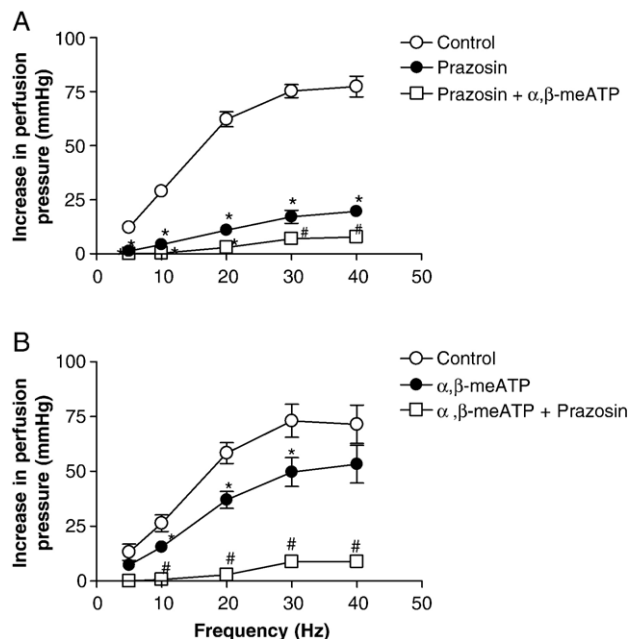 A
100
75
50
25
0
Increase in perfusion
pressure (mmHg)
Control
Prazosin
Prazosin + α,β-meATP
* * * * *
* * * # #
0 10 20 30 40 50
B
100
75
50
25
0
Increase in perfusion
pressure (mmHg)
Control
α,β-meATP
α ,β-meATP + Prazosin
* * *
# # # #
0 10 20 30 40 50
Frequency (Hz)